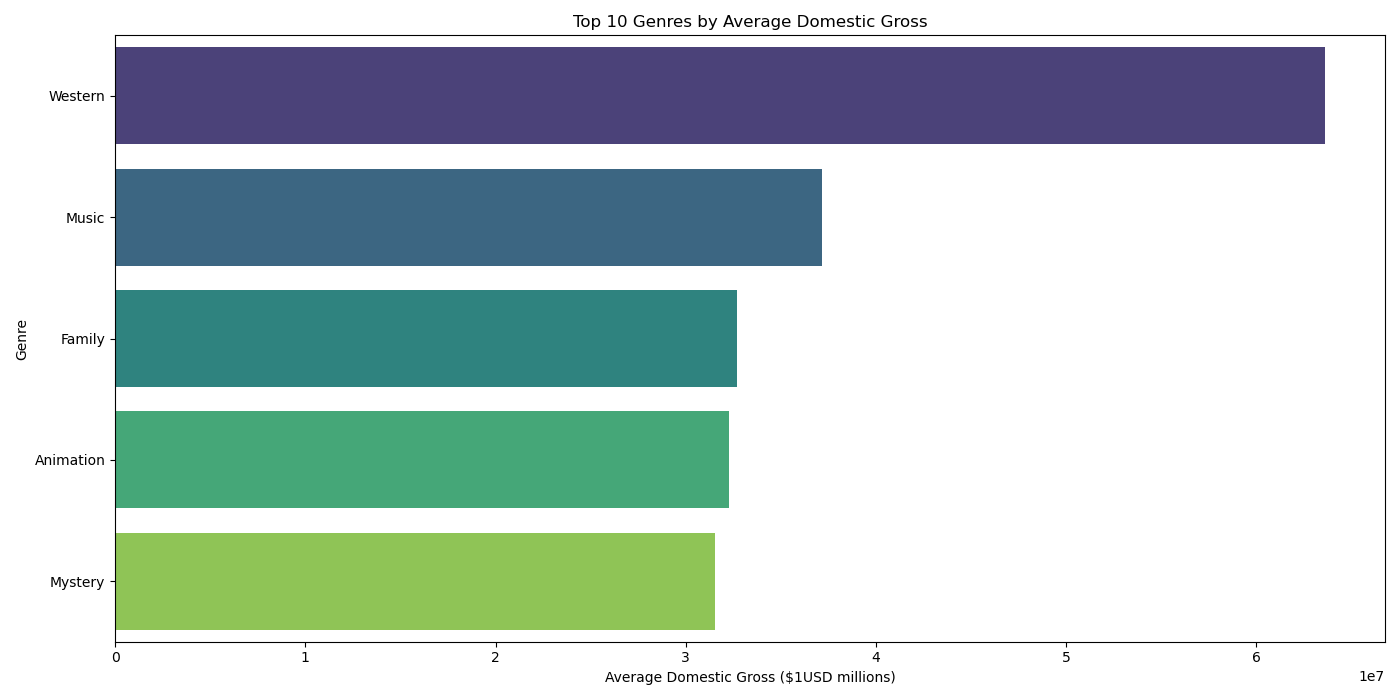 Top 10 Genres by Average Domestic Gross
Genre
Western
Music
Family
Animation
Mystery
0 1 2 3 4 5 6
1e7
Average Domestic Gross ($1USD millions)